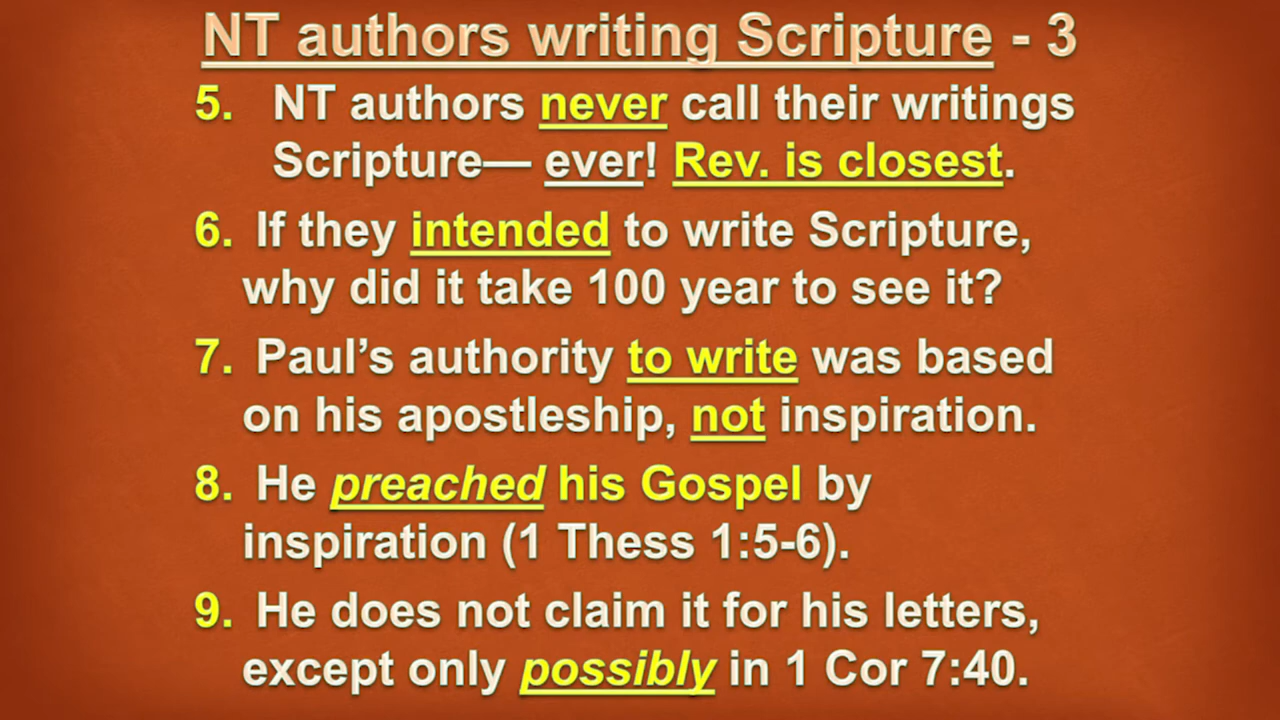 NT authors writing Scripture - 3
5. NT authors never call their writings
Scripture— ever! Rev. is closest.
6. If they intended to write Scripture,
why did it take 100 year to see it?
7. Paul’s authority to write was based
on his apostleship, not inspiration.
8. He preached his Gospel by
inspiration (1 Thess 1:5-6).
9. He does not claim it for his letters,
except only possibly in 1 Cor 7:40.